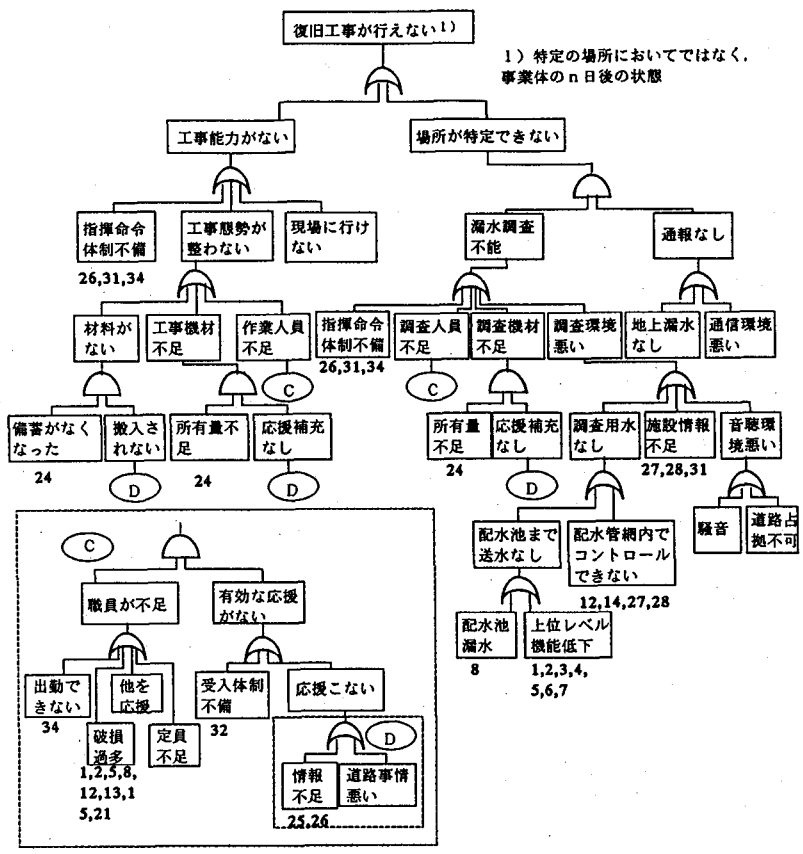 復旧工事が行えない1)
1) 特定の場所においてではなく，
事業体のn日後の状態
工事能力がない
場所が特定できない
指揮命令
体制不備
26,31,34
工事態勢が
整わない
現場に行け
ない
漏水調査
不能
通報なし
材料が
ない
工事機材
不足
作業人員
不足
C
指揮命令
体制不備
26,31,34
調査人員
不足
C
調査機材
不足
調査環境
悪い
地上漏水
なし
通信環境
悪い
備蓄がなく
なった
24
搬入さ
れない
D
所有量不
足
24
応援補充
なし
D
所有量
不足
24
応援補充
なし
D
調査用水
なし
施設情報
不足
27,28,31
音聴環
境悪い
騒音
道路占
拠不可
配水池まで
送水なし
配水管網内で
コントロール
できない
12,14,27,28
配水池
漏水
8
上位レベル
機能低下
1,2,3,4,
5,6,7
C
職員が不足
有効な応援
がない
出勤で
きない
34
他を
応援
破損
過多
1,2,5,8,
12,13,1
5,21
定員
不足
受入体制
不備
32
応援こない
D
情報
不足
25,26
道路事情
悪い